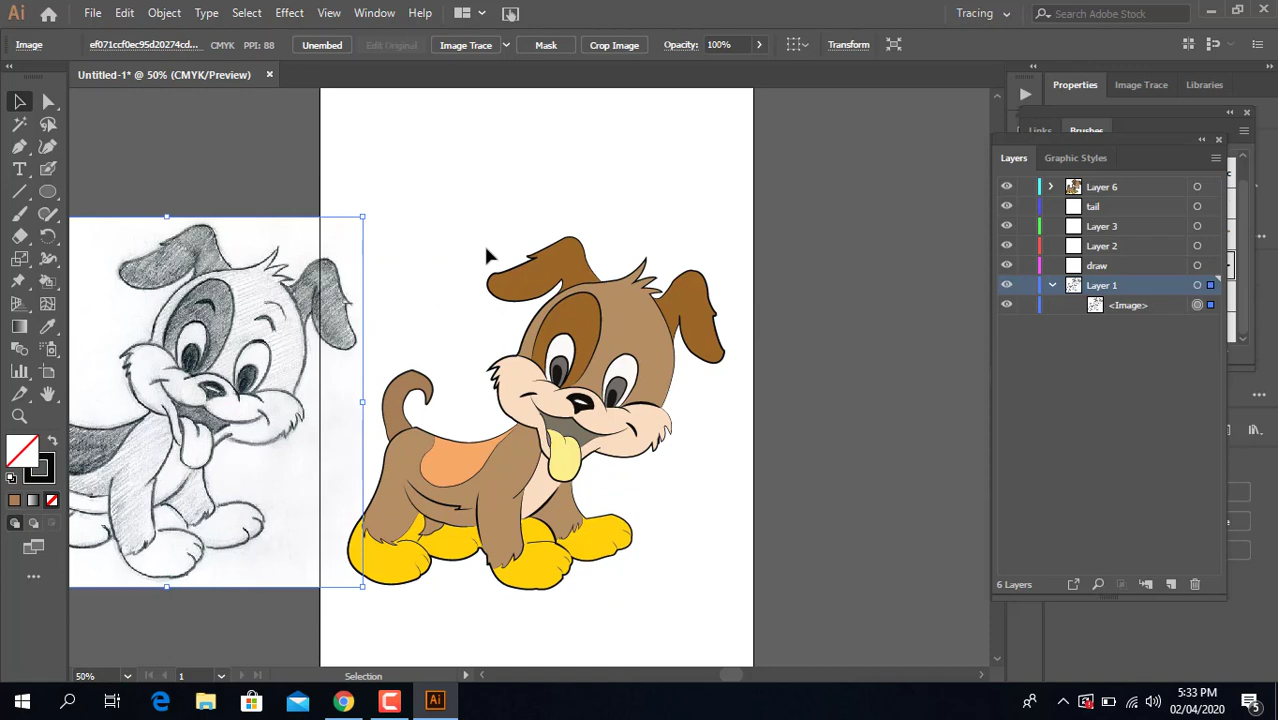 Ai File Edit Object Type Select Effect View Window Help Tracing Search Adobe Stock
Image ef071ccf0ec95d20274cd... CMYK PPI: 88 Unembed Edit Original Image Trace Mask Crop Image Opacity: 100% Transform
Untitled-1* @ 50% (CMYK/Preview)
Properties Image Trace Libraries
Links Brushes
Layers Graphic Styles
Layer 6
tail
Layer 3
Layer 2
draw
Layer 1
<Image>
6 Layers
50% 1 Selection
Ai 5:33 PM
02/04/2020 5